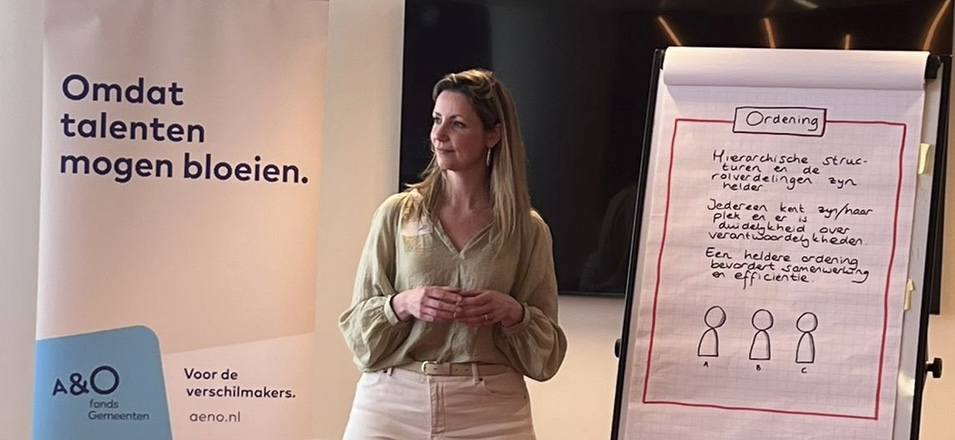 Omdat
talenten
mogen bloeien.
A&O
fonds
Gemeenten
Voor de
verschilmakers.
aeno.nl
Ordening
Hierarchische struc-
turen en de
rolverdelingen zyn
helder
Iedereen kent zyn/haar
plek en er is
duidelykheid over
verantwoordelykheden.
Een heldere ordening
bevordert samenwerking
en efficientie.
A B C